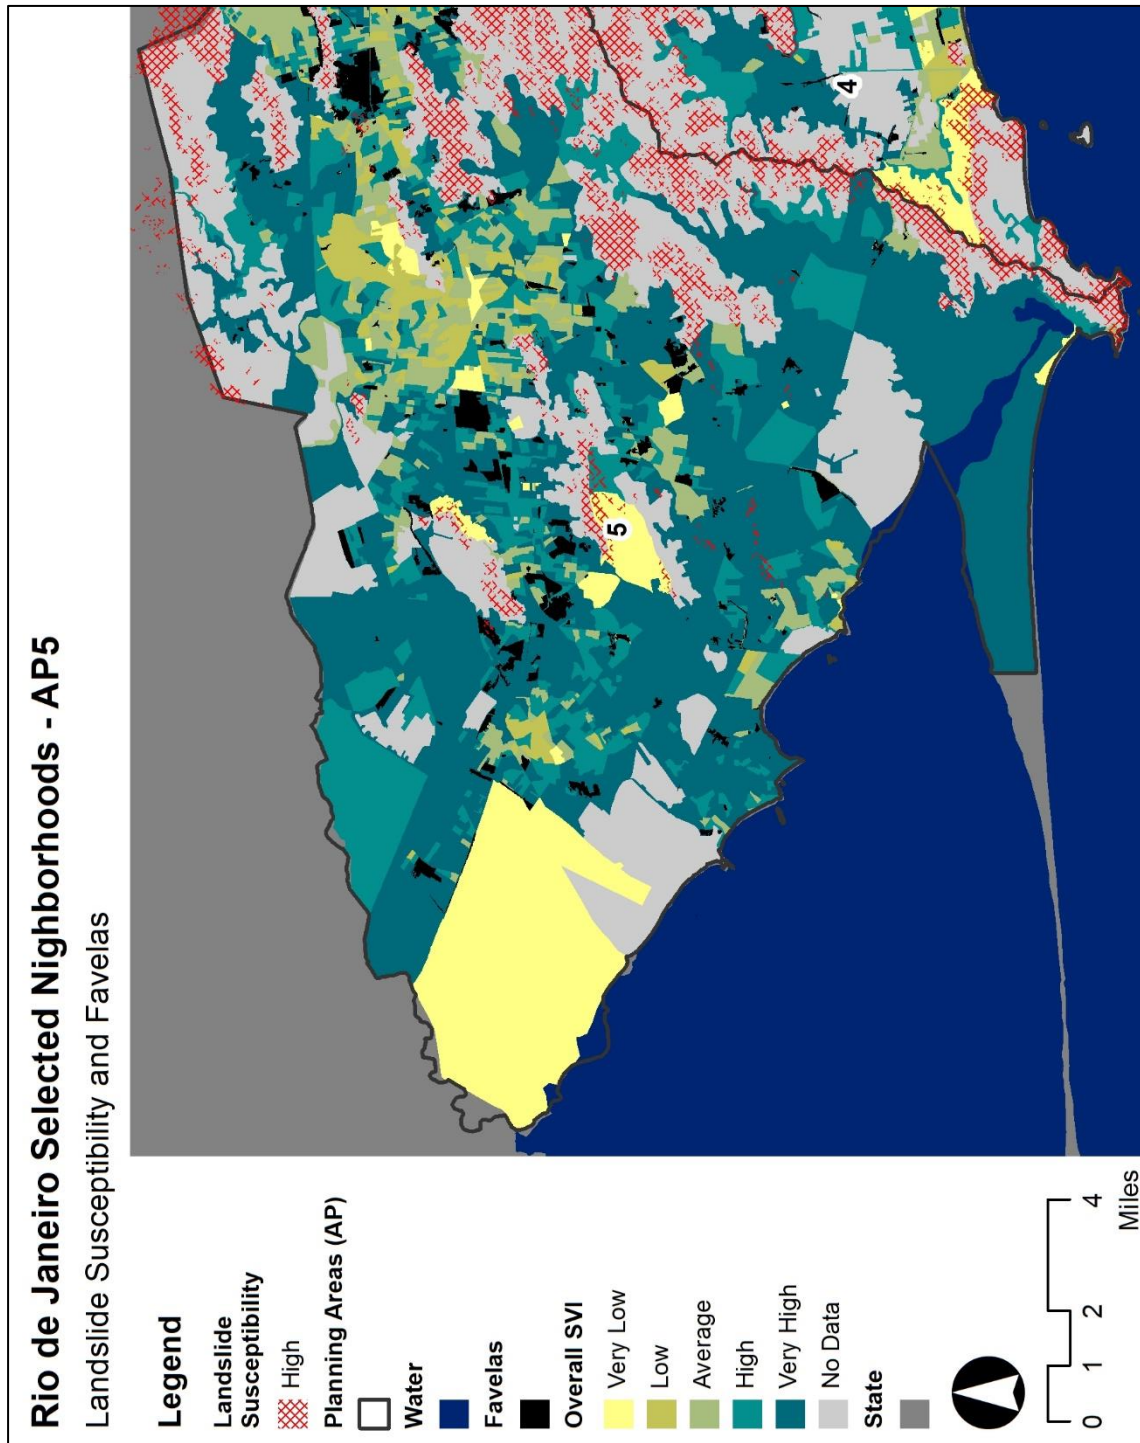 Rio de Janeiro Selected Nighborhoods - AP5
Landslide Susceptibility and Favelas
Legend
Landslide
Susceptibility
High
Planning Areas (AP)
Water
Favelas
Overall SVI
Very Low
Low
Average
High
Very High
No Data
State
0 1 2 4
Miles
5
4